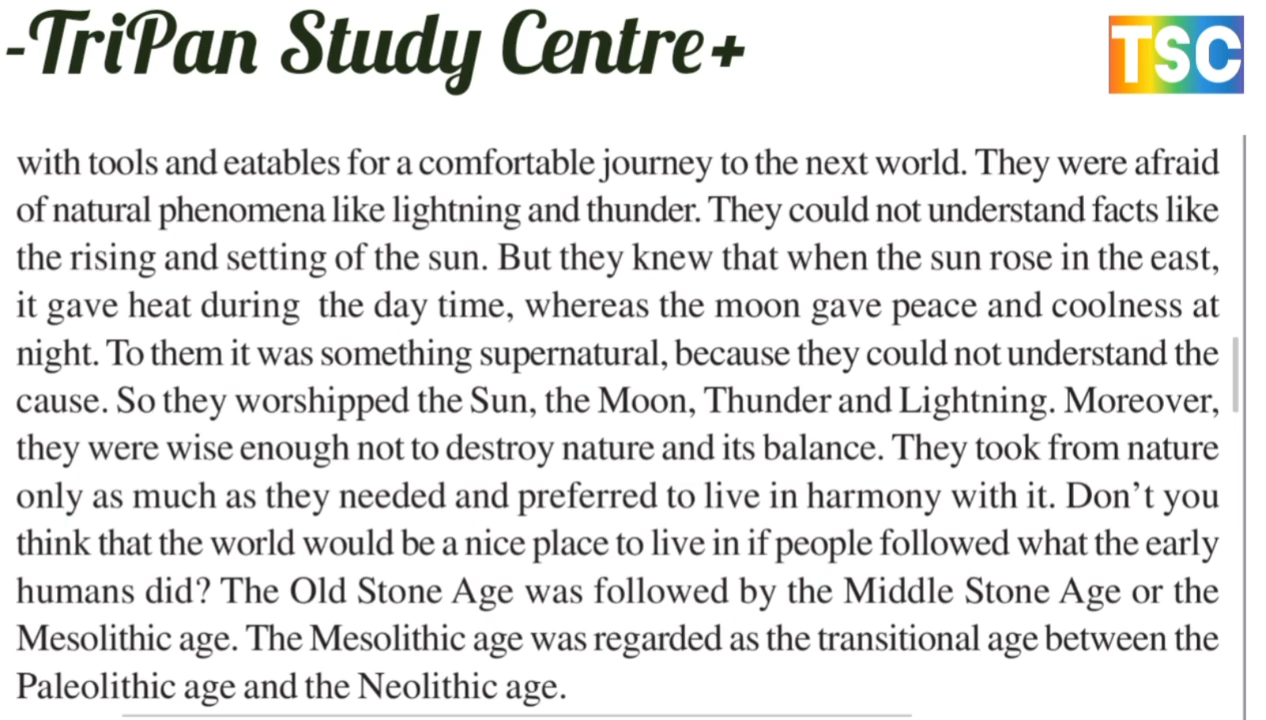 -TriPan Study Centre+
TSC
with tools and eatables for a comfortable journey to the next world. They were afraid
of natural phenomena like lightning and thunder. They could not understand facts like
the rising and setting of the sun. But they knew that when the sun rose in the east,
it gave heat during  the day time, whereas the moon gave peace and coolness at
night. To them it was something supernatural, because they could not understand the
cause. So they worshipped the Sun, the Moon, Thunder and Lightning. Moreover,
they were wise enough not to destroy nature and its balance. They took from nature
only as much as they needed and preferred to live in harmony with it. Don’t you
think that the world would be a nice place to live in if people followed what the early
humans did? The Old Stone Age was followed by the Middle Stone Age or the
Mesolithic age. The Mesolithic age was regarded as the transitional age between the
Paleolithic age and the Neolithic age.